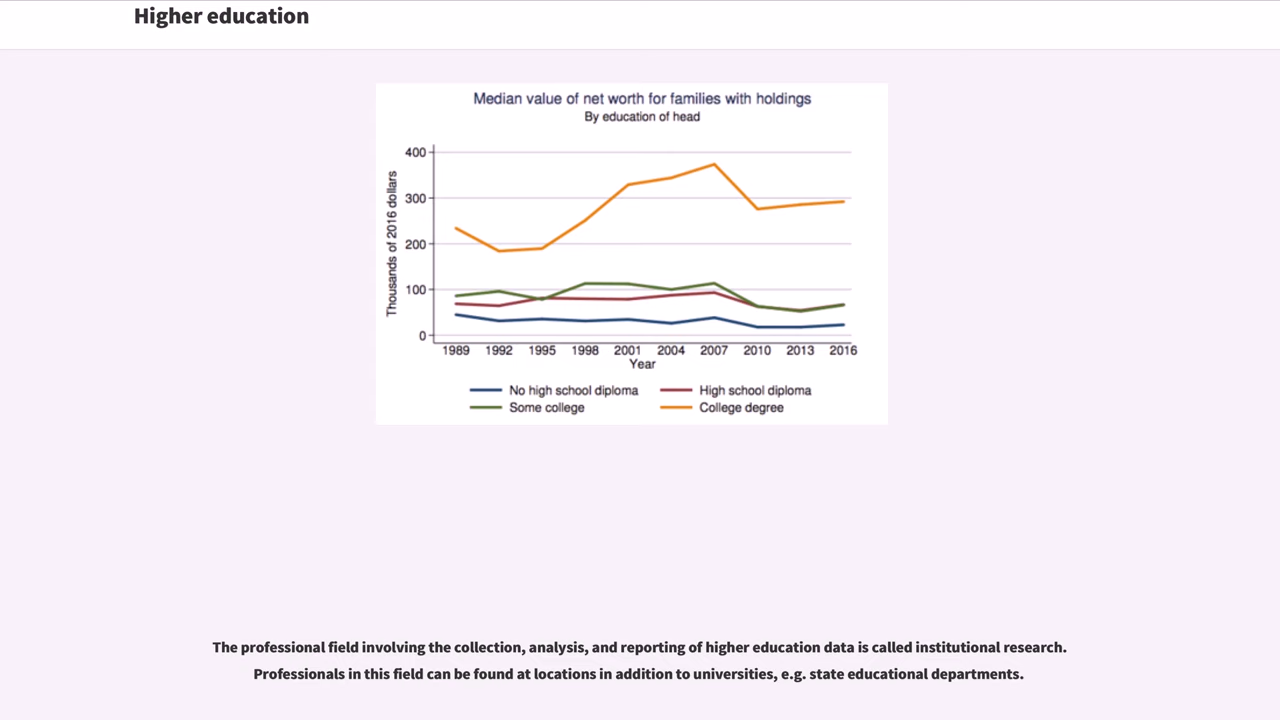 Higher education
Median value of net worth for families with holdings
By education of head
Thousands of 2016 dollars
400
300
200
100
0
1989 1992 1995 1998 2001 2004 2007 2010 2013 2016
Year
No high school diploma High school diploma
Some college College degree
The professional field involving the collection, analysis, and reporting of higher education data is called institutional research.
Professionals in this field can be found at locations in addition to universities, e.g. state educational departments.